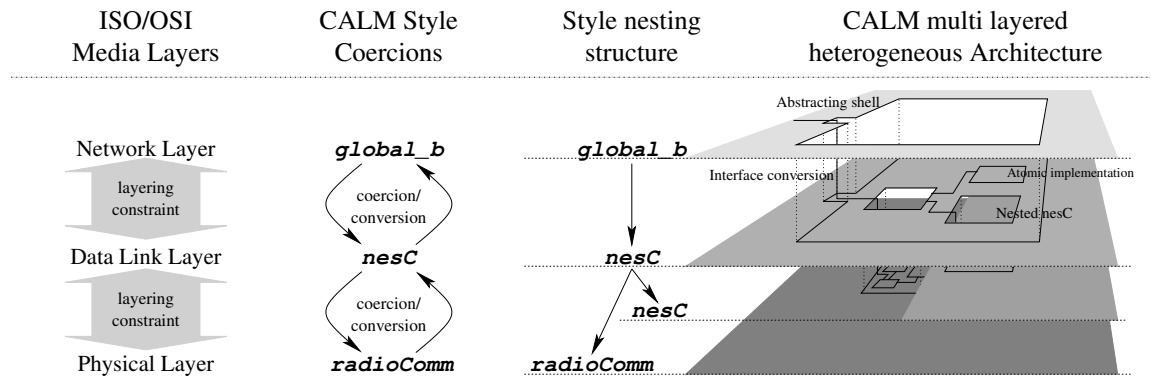 ISO/OSI
Media Layers
CALM Style
Coercions
Style nesting
structure
CALM multi layered
heterogeneous Architecture
Abstracting shell
Network Layer
global_b
global_b
layering
constraint
coercion/
conversion
Interface conversion
Atomic implementation
Nested nesC
Data Link Layer
nesC
nesC
layering
constraint
coercion/
conversion
nesC
Physical Layer
radioComm
radioComm